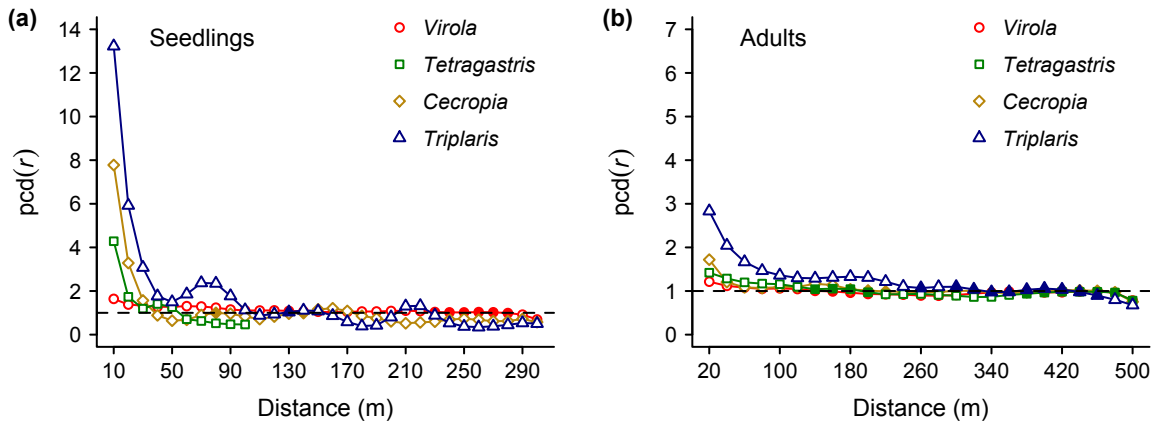 (a)
Seedlings
Virola
Tetragastris
Cecropia
Triplaris
pcd(r)
14
12
10
8
6
4
2
0
10 50 90 130 170 210 250 290
Distance (m)
(b)
Adults
Virola
Tetragastris
Cecropia
Triplaris
pcd(r)
7
6
5
4
3
2
1
0
20 100 180 260 340 420 500
Distance (m)